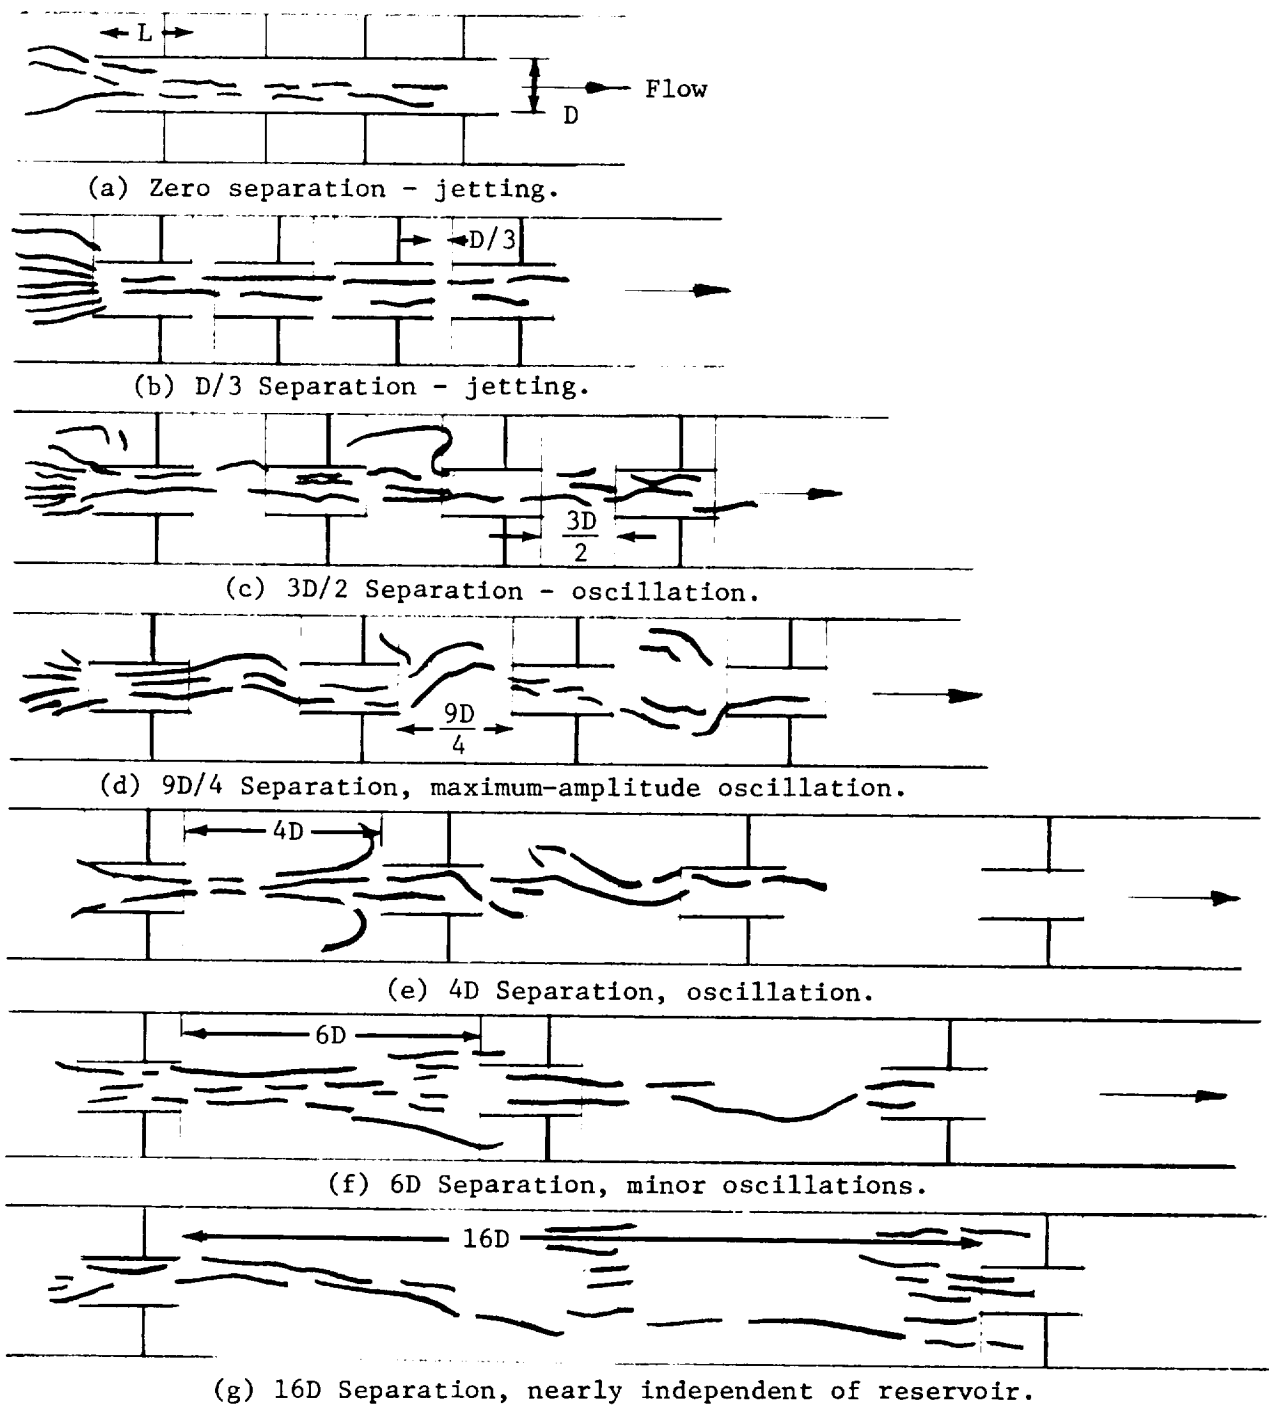 L
Flow
D
(a) Zero separation - jetting.
D/3
(b) D/3 Separation - jetting.
3D
2
(c) 3D/2 Separation - oscillation.
9D
4
(d) 9D/4 Separation, maximum-amplitude oscillation.
4D
(e) 4D Separation, oscillation.
6D
(f) 6D Separation, minor oscillations.
16D
(g) 16D Separation, nearly independent of reservoir.